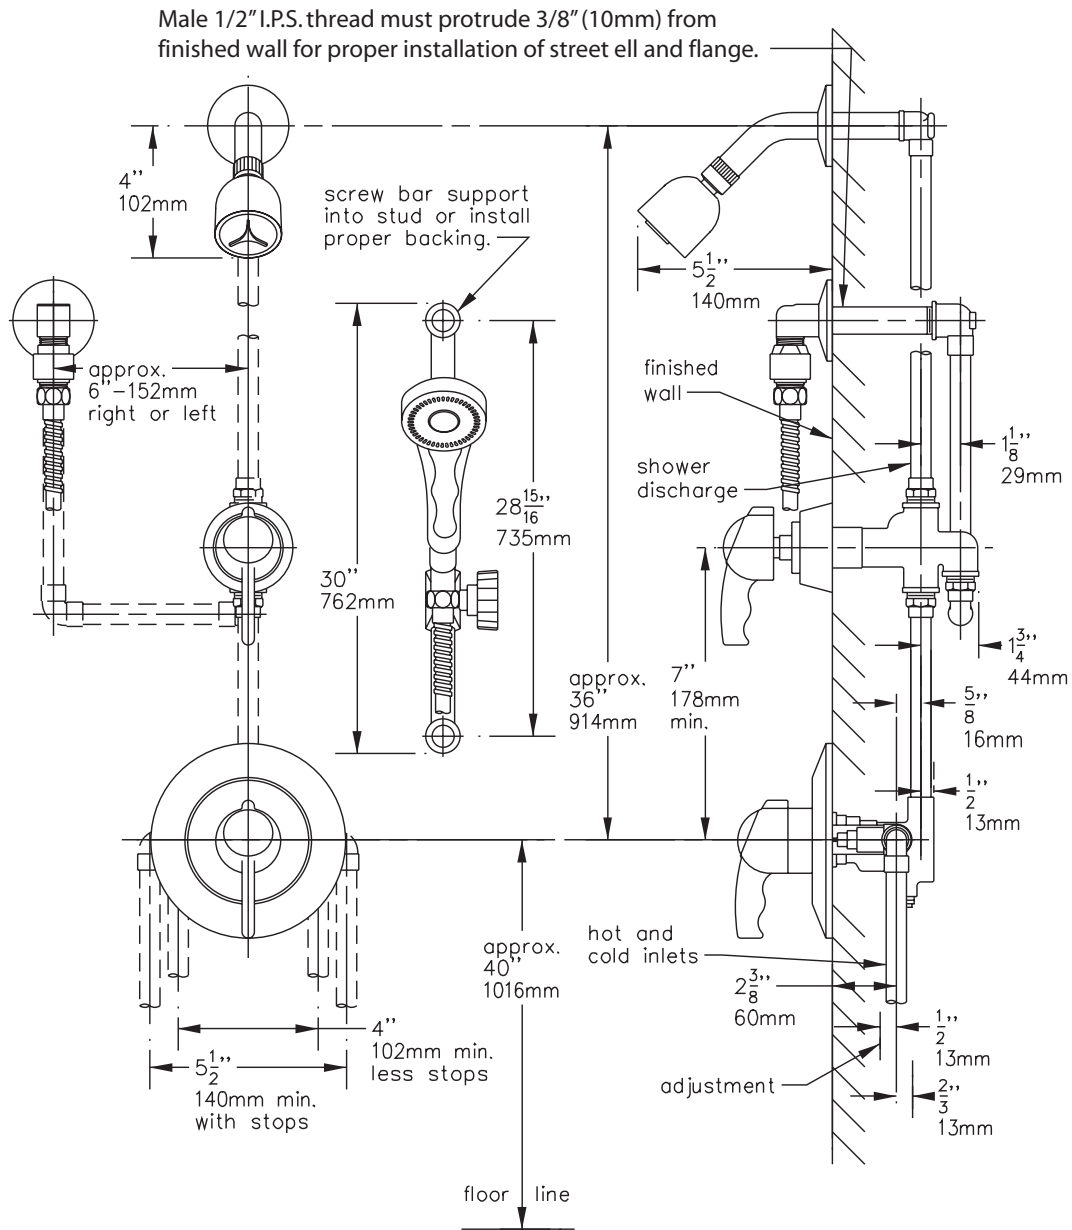 Male 1/2” I.P.S. thread must protrude 3/8” (10mm) from
finished wall for proper installation of street ell and flange.
4”
102mm
screw bar support
into stud or install
proper backing.
5 1/2”
140mm
approx.
6”-152mm
right or left
finished
wall
shower
discharge
1 1/8”
29mm
28 15/16”
735mm
30”
762mm
approx.
36”
914mm
7”
178mm
min.
1 3/4”
44mm
5/8”
16mm
1/2”
13mm
approx.
40”
1016mm
hot and
cold inlets
2 3/8”
60mm
4”
102mm min.
less stops
5 1/2”
140mm min.
with stops
1/2”
13mm
adjustment
2/3”
13mm
floor line